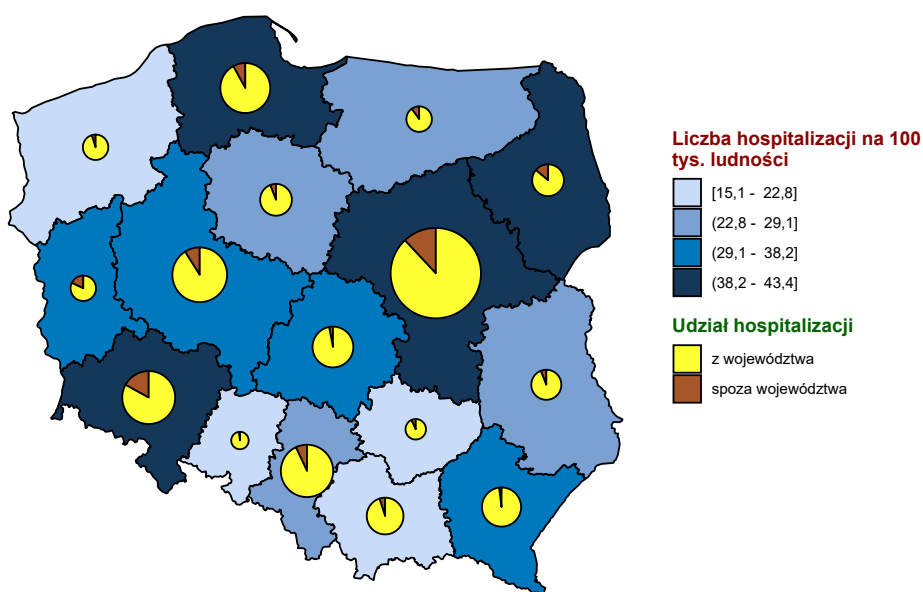 Liczba hospitalizacji na 100
tys. ludności
[15,1 - 22,8]
(22,8 - 29,1]
(29,1 - 38,2]
(38,2 - 43,4]
Udział hospitalizacji
z województwa
spoza województwa